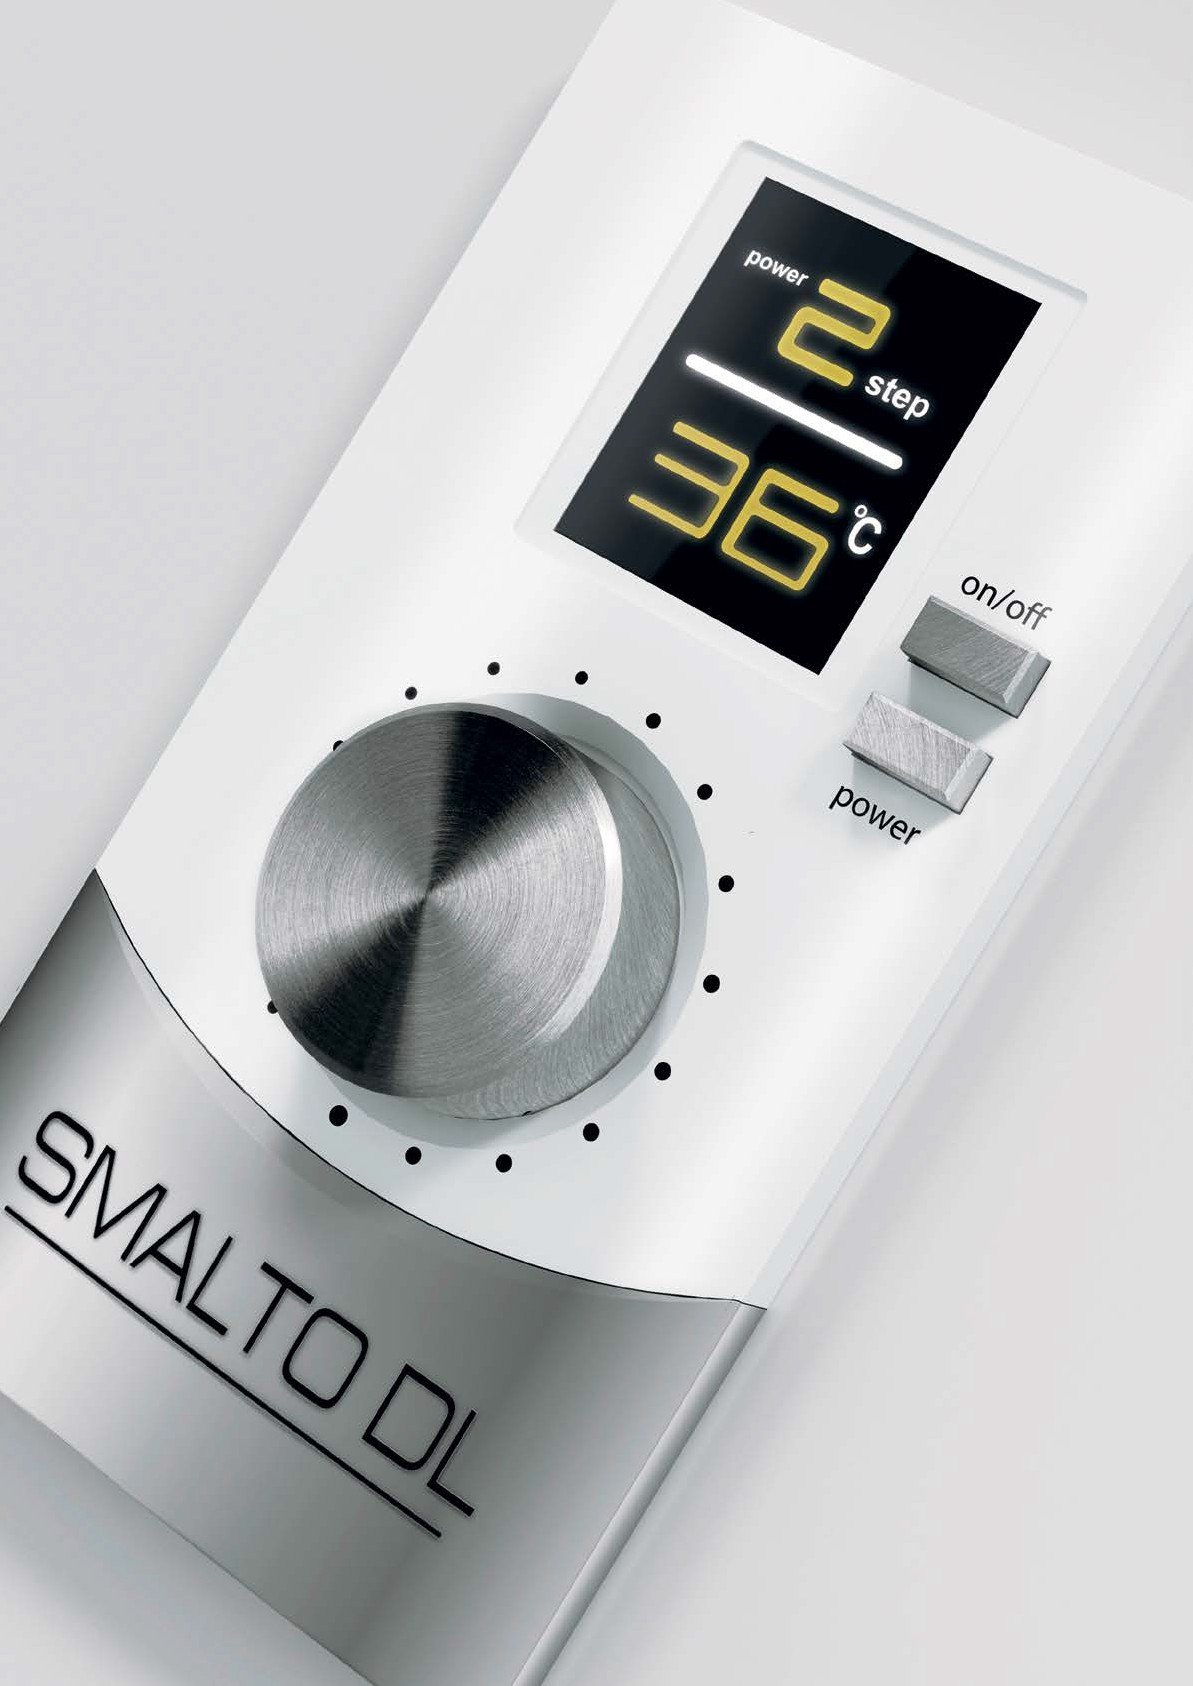 power 2 step
36 °C
on/off
power
SMALTO DL